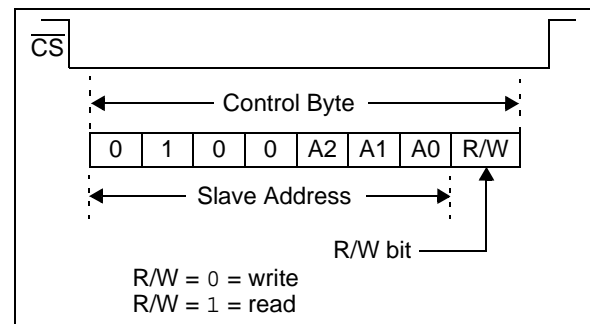 CS
Control Byte
0 1 0 0 A2 A1 A0 R/W
Slave Address
R/W bit
R/W = 0 = write
R/W = 1 = read